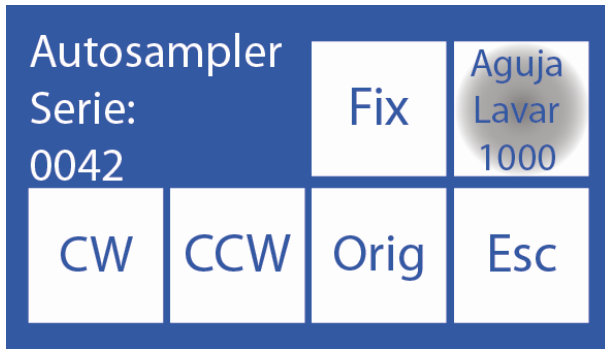 Autosampler
Serie:
0042
Fix
Aguja
Lavar
1000
CW
CCW
Orig
Esc